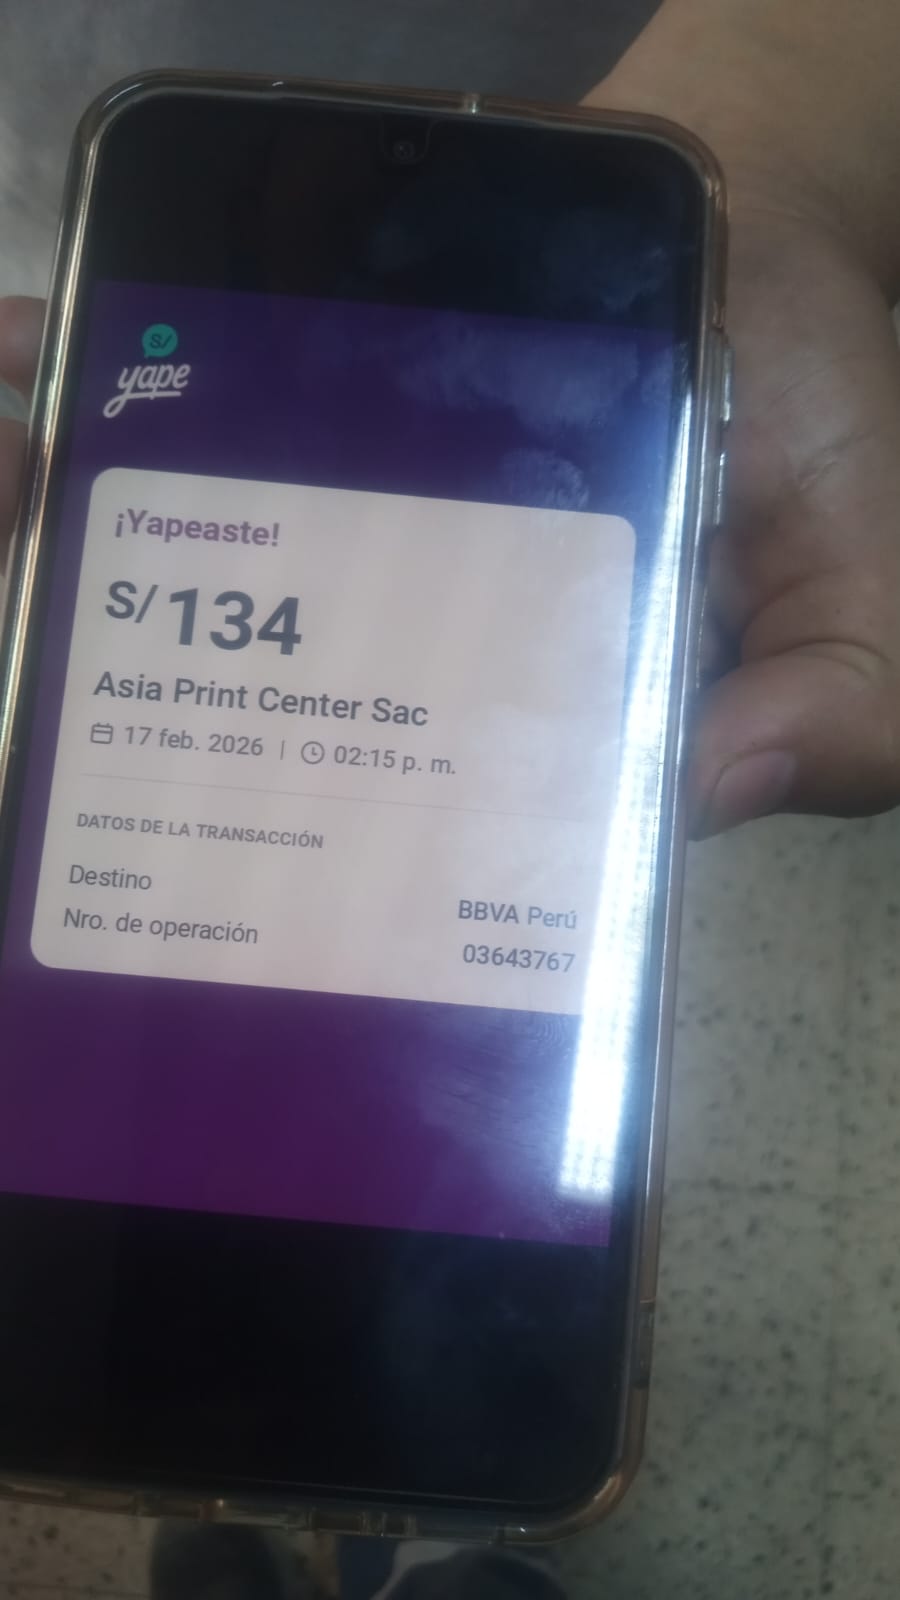 S/
yape
¡Yapeaste!
S/ 134
Asia Print Center Sac
17 feb. 2026 | 02:15 p. m.
DATOS DE LA TRANSACCIÓN
Destino BBVA Perú
Nro. de operación 03643767